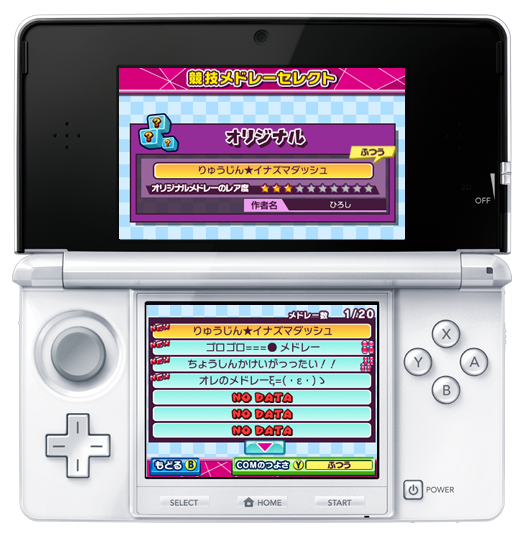 競技メドレーセレクト
オリジナル
ふつう
りゅうじん★イナズマダッシュ
オリジナルメドレーのレア度 ★★★★★★★★★★
作者名 ひろし
OFF
メドレー数 1/20
NEW りゅうじん★イナズマダッシュ
NEW ゴロゴロ===● メドレー
NEW ちょうしんかけいがつったい！！
NEW オレのメドレーξ=(・ε・)ゝ
NO DATA
NO DATA
NO DATA
もどる B
COMのつよさ Y ふつう
X
Y
A
B
SELECT
HOME
START
POWER